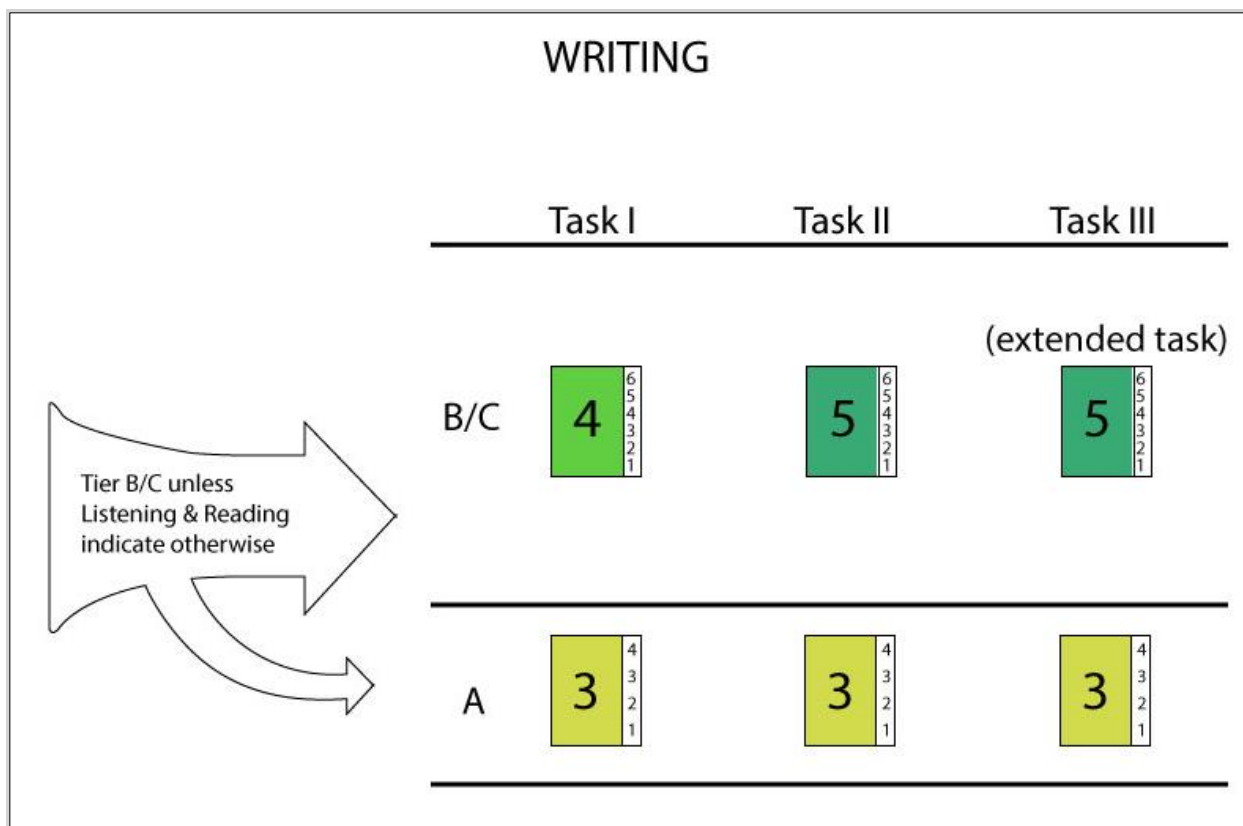 WRITING
Task I Task II Task III
(extended task)
B/C 4 6 5 4 3 2 1 5 6 5 4 3 2 1 5 6 5 4 3 2 1
Tier B/C unless
Listening & Reading
indicate otherwise
A 3 4 3 2 1 3 4 3 2 1 3 4 3 2 1